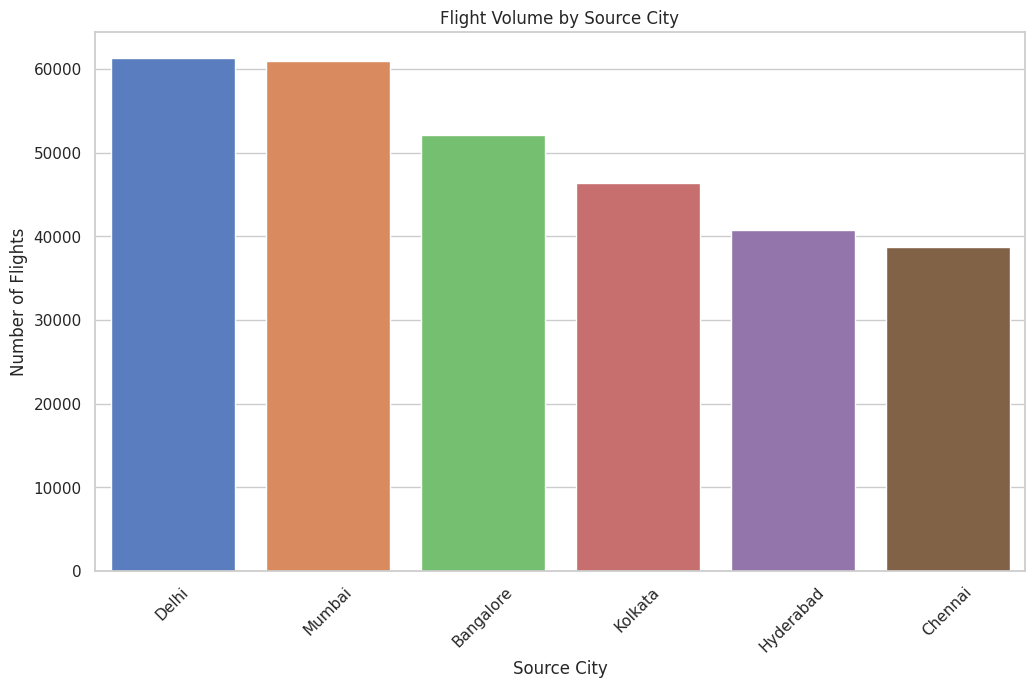 Flight Volume by Source City
Number of Flights
60000
50000
40000
30000
20000
10000
0
Delhi
Mumbai
Bangalore
Kolkata
Hyderabad
Chennai
Source City